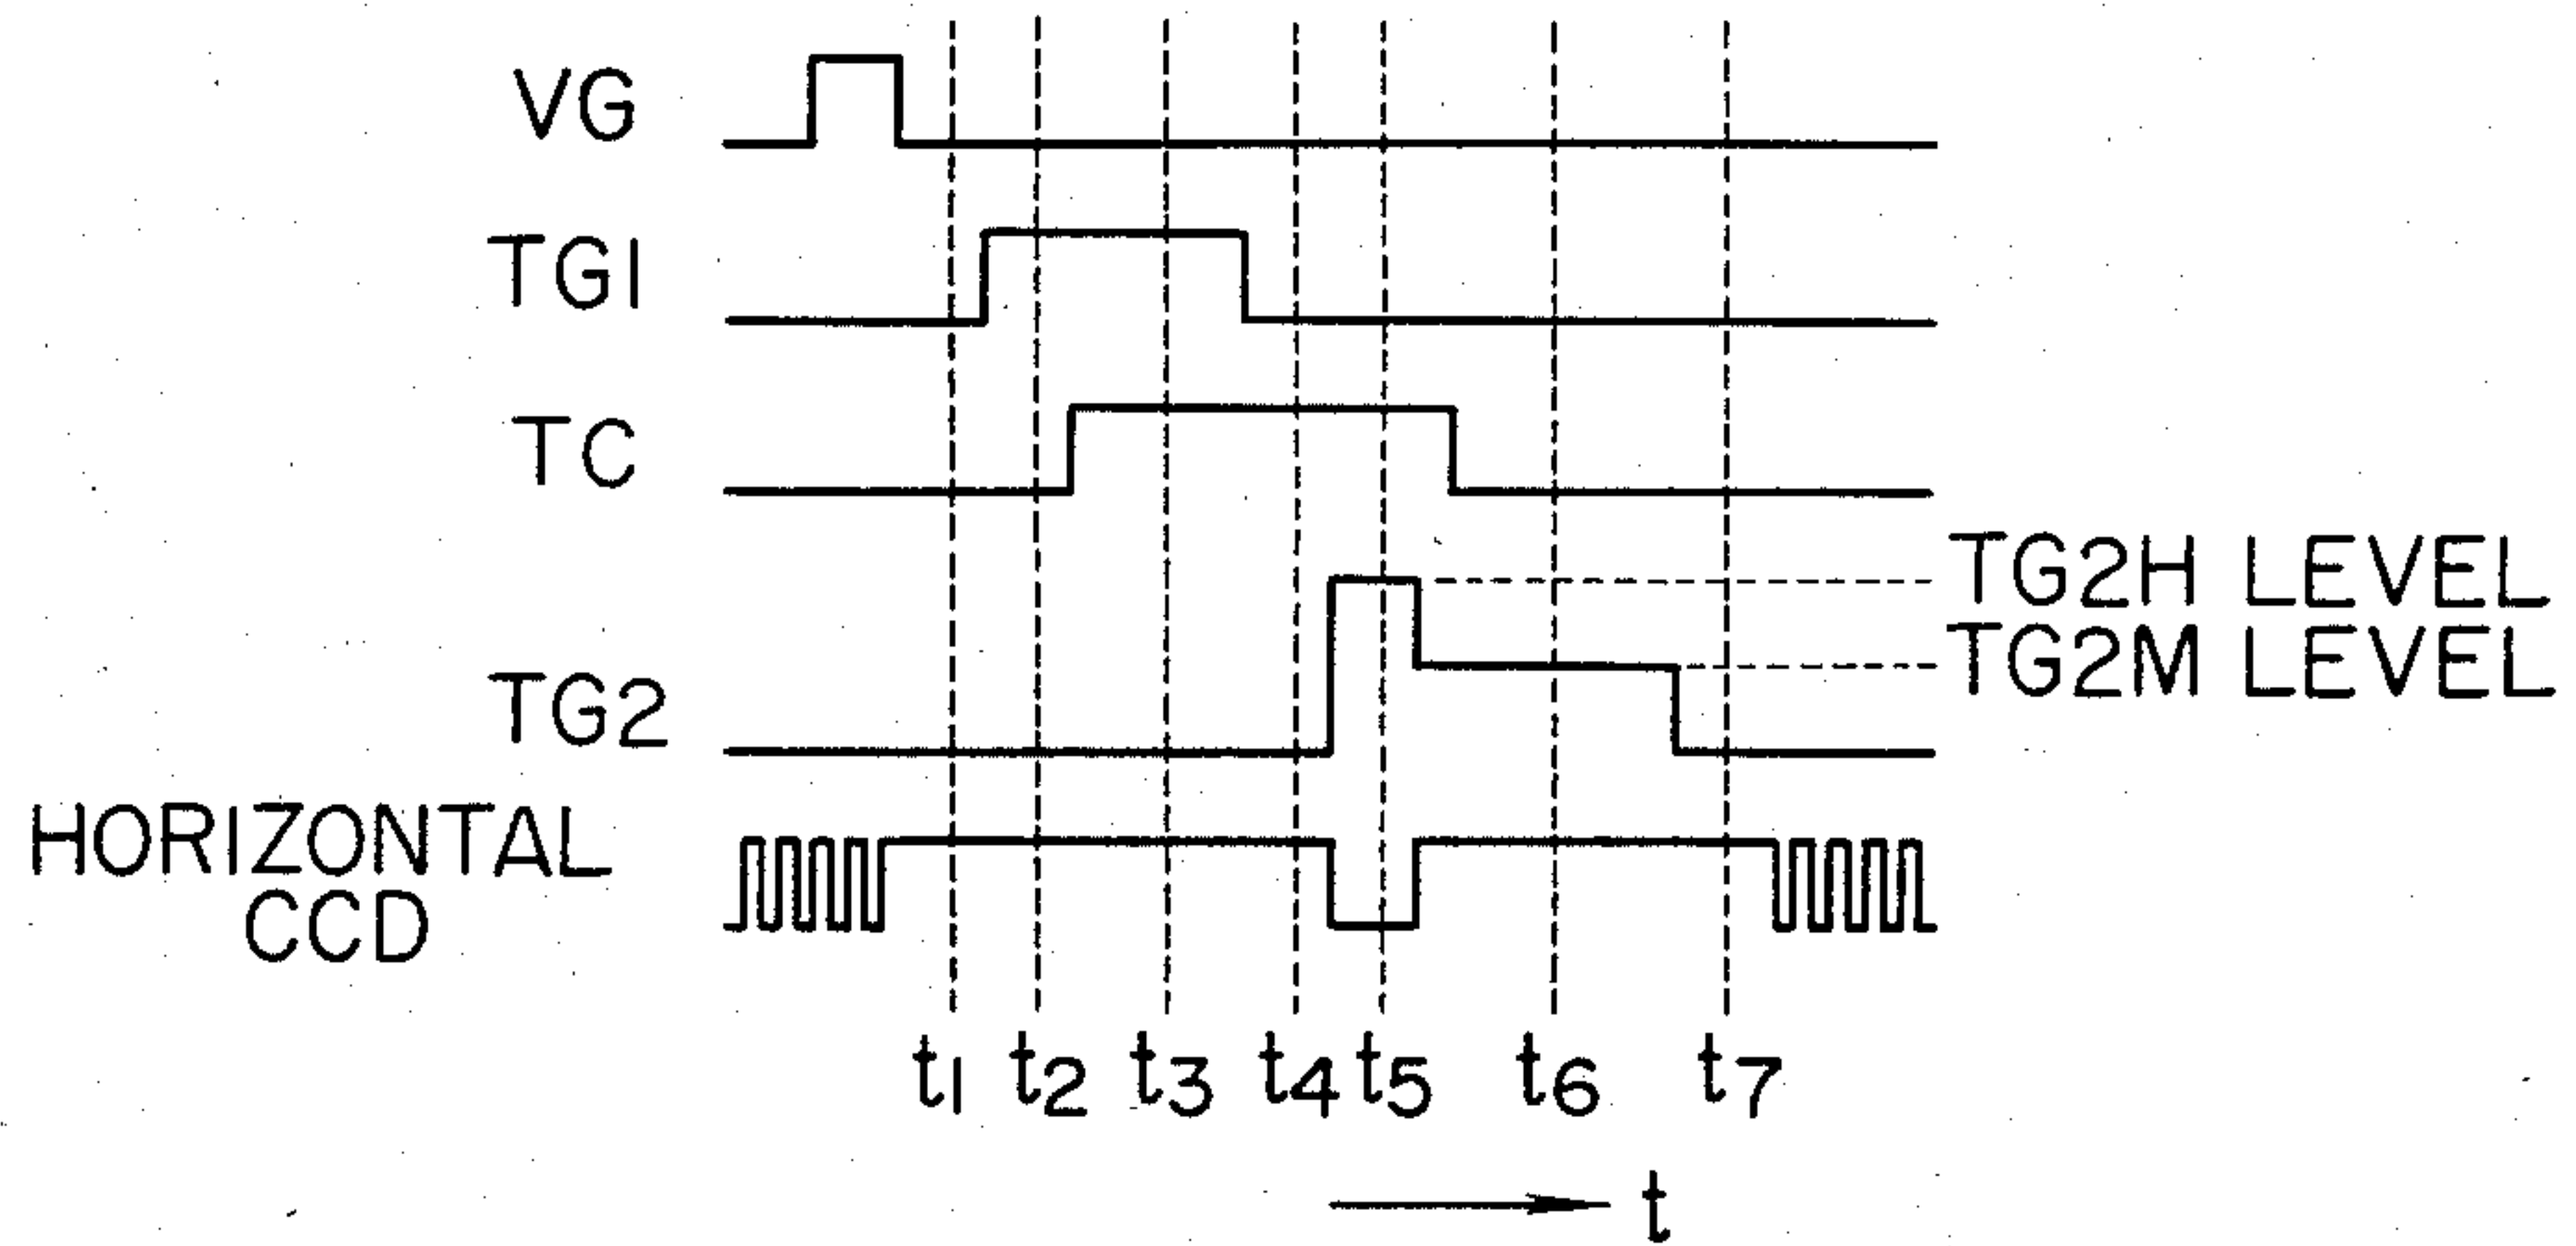 VG
TG1
TC
TG2H LEVEL
TG2M LEVEL
TG2
HORIZONTAL
CCD
t1 t2 t3 t4 t5 t6 t7
t